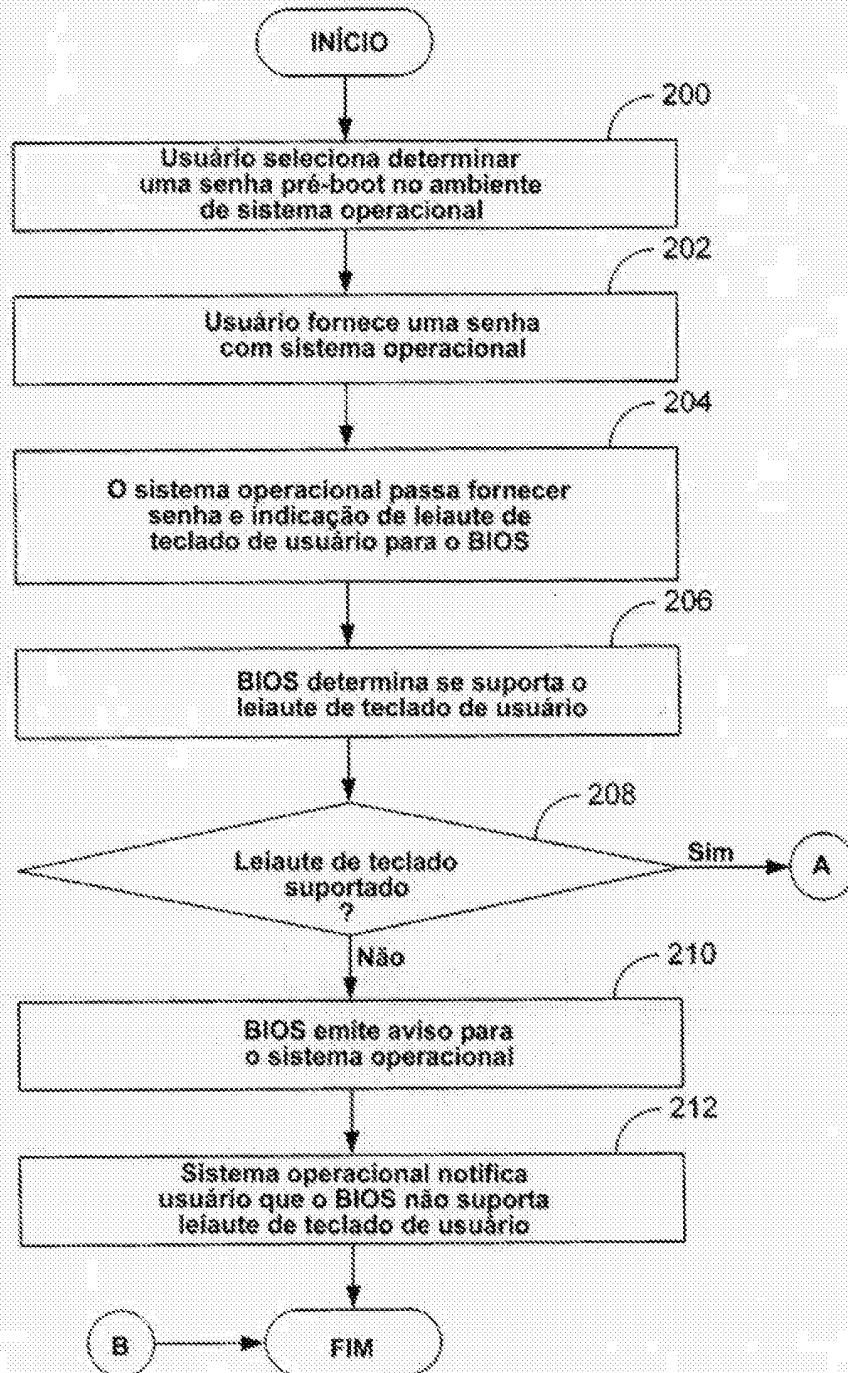 INÍCIO
200
Usuário seleciona determinar
uma senha pré-boot no ambiente
de sistema operacional
202
Usuário fornece uma senha
com sistema operacional
204
O sistema operacional passa fornecer
senha e indicação de leiaute de
teclado de usuário para o BIOS
206
BIOS determina se suporta o
leiaute de teclado de usuário
208
Leiaute de teclado
suportado
?
Sim
A
Não
210
BIOS emite aviso para
o sistema operacional
212
Sistema operacional notifica
usuário que o BIOS não suporta
leiaute de teclado de usuário
B
FIM